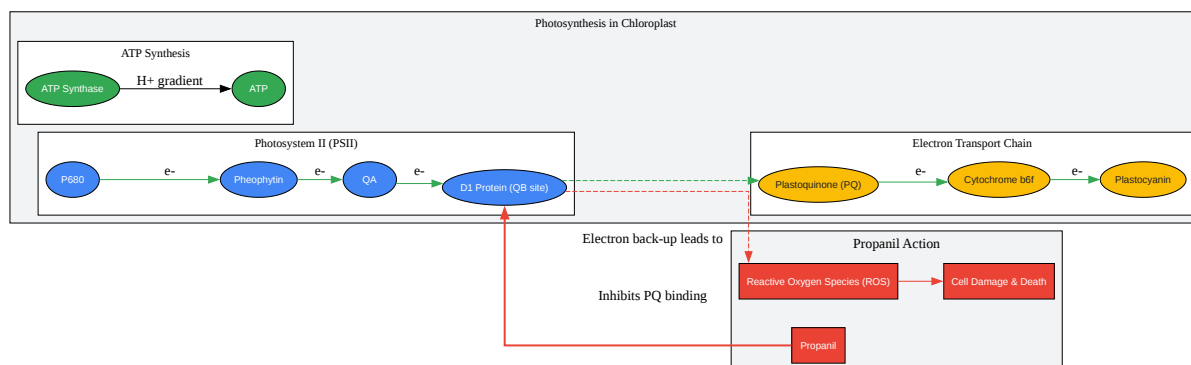 Photosynthesis in Chloroplast
ATP Synthesis
ATP Synthase
H+ gradient
ATP
Photosystem II (PSII)
P680
e-
Pheophytin
e-
QA
e-
D1 Protein (QB site)
Electron Transport Chain
Plastoquinone (PQ)
e-
Cytochrome b6f
e-
Plastocyanin
Electron back-up leads to
Inhibits PQ binding
Propanil Action
Reactive Oxygen Species (ROS)
Cell Damage & Death
Propanil